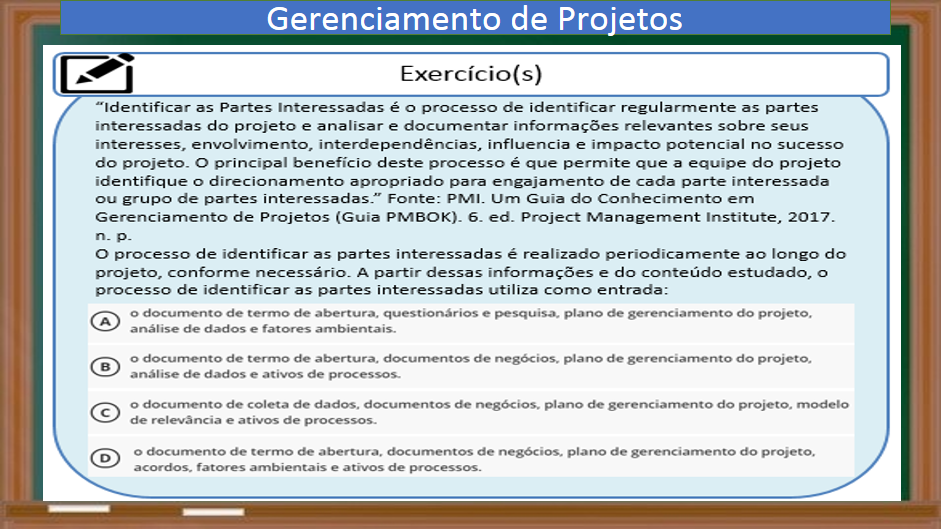 Gerenciamento de Projetos
Exercício(s)
“Identificar as Partes Interessadas é o processo de identificar regularmente as partes
interessadas do projeto e analisar e documentar informações relevantes sobre seus
interesses, envolvimento, interdependências, influencia e impacto potencial no sucesso
do projeto. O principal benefício deste processo é que permite que a equipe do projeto
identifique o direcionamento apropriado para engajamento de cada parte interessada
ou grupo de partes interessadas.” Fonte: PMI. Um Guia do Conhecimento em
Gerenciamento de Projetos (Guia PMBOK). 6. ed. Project Management Institute, 2017.
n. p.
O processo de identificar as partes interessadas é realizado periodicamente ao longo do
projeto, conforme necessário. A partir dessas informações e do conteúdo estudado, o
processo de identificar as partes interessadas utiliza como entrada:
A o documento de termo de abertura, questionários e pesquisa, plano de gerenciamento do projeto,
análise de dados e fatores ambientais.
B o documento de termo de abertura, documentos de negócios, plano de gerenciamento do projeto,
análise de dados e ativos de processos.
C o documento de coleta de dados, documentos de negócios, plano de gerenciamento do projeto, modelo
de relevância e ativos de processos.
D o documento de termo de abertura, documentos de negócios, plano de gerenciamento do projeto,
acordos, fatores ambientais e ativos de processos.